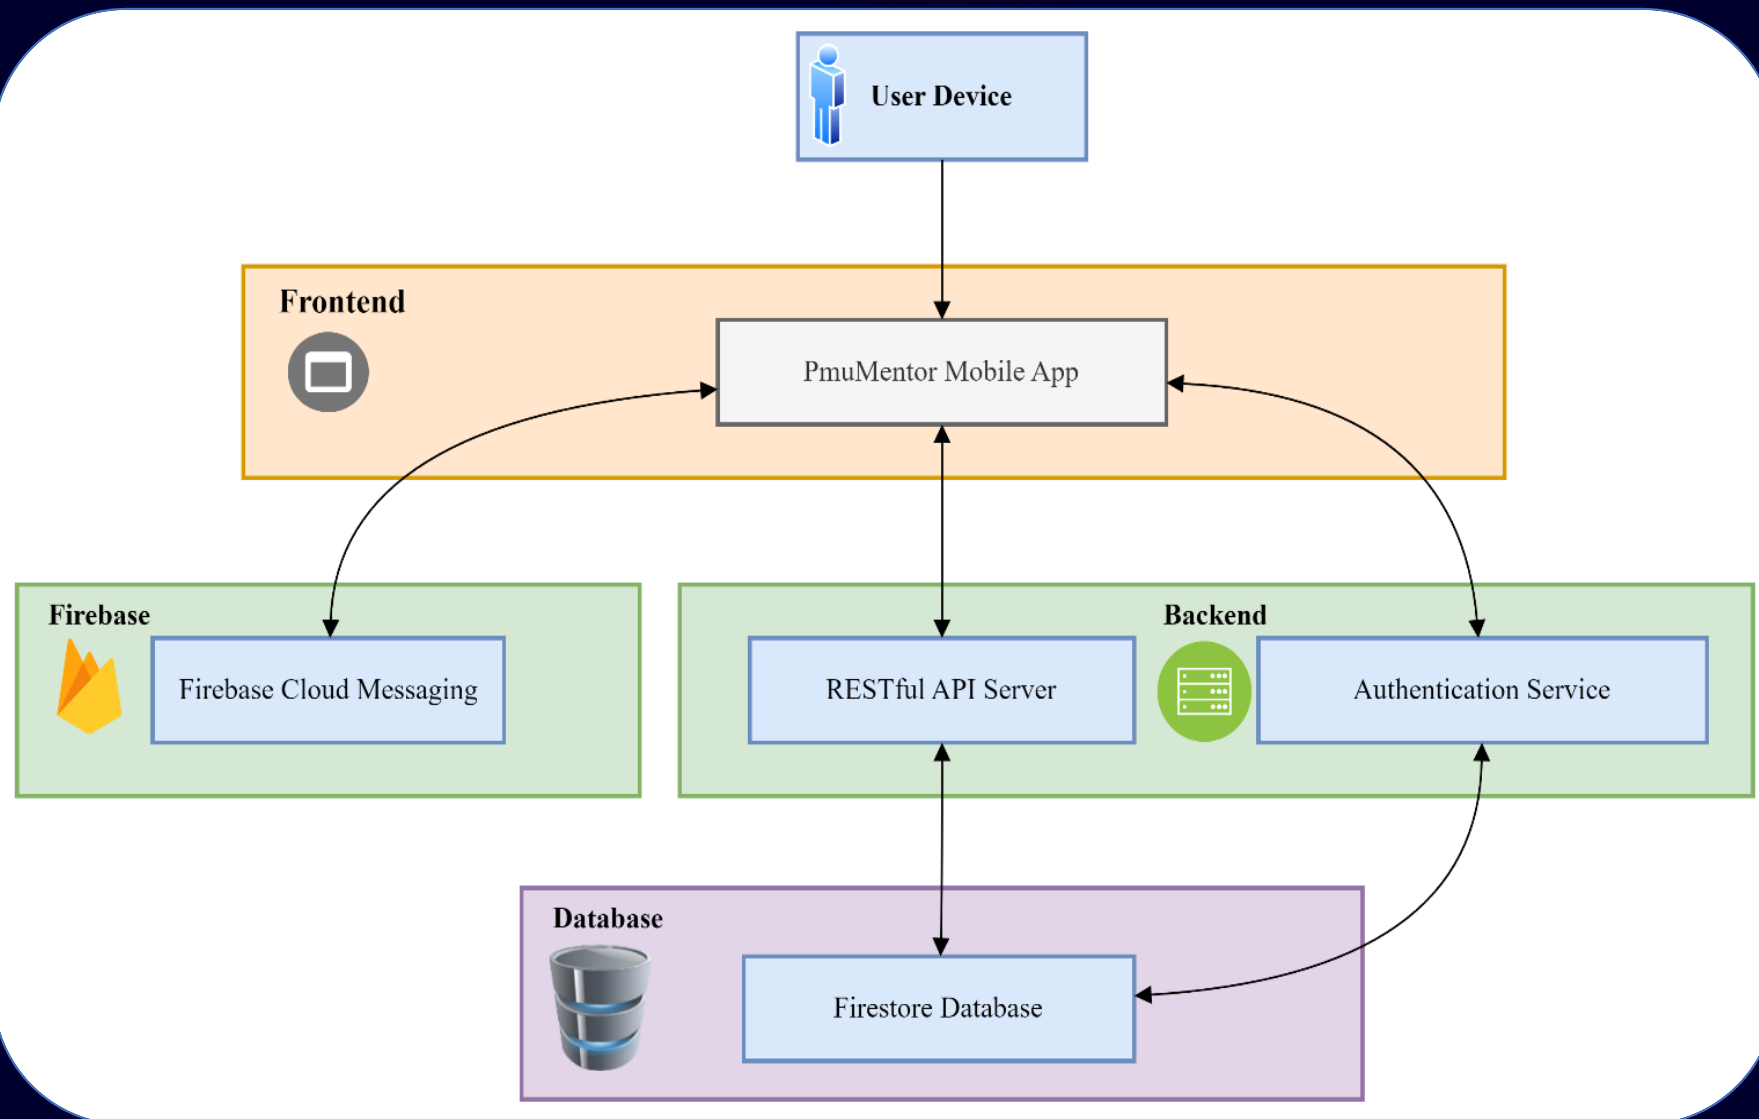 User Device
Frontend
PmuMentor Mobile App
Firebase
Firebase Cloud Messaging
Backend
RESTful API Server
Authentication Service
Database
Firestore Database